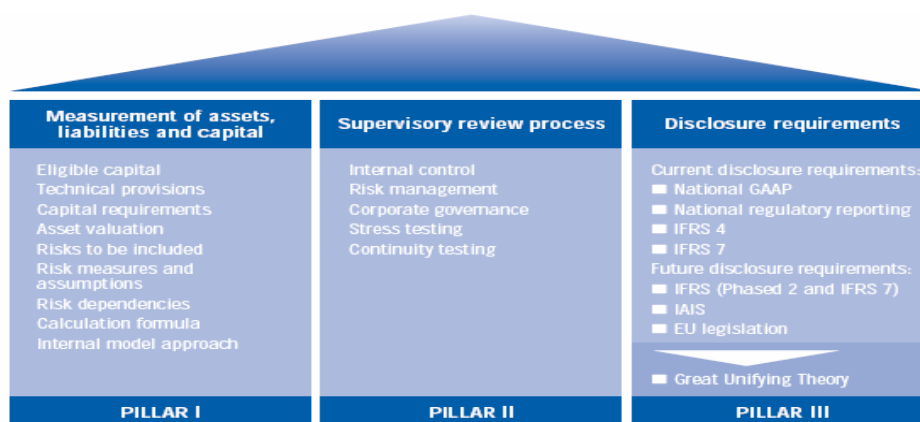 Measurement of assets,
liabilities and capital
Eligible capital
Technical provisions
Capital requirements
Asset valuation
Risks to be included
Risk measures and
assumptions
Risk dependencies
Calculation formula
Internal model approach
PILLAR I
Supervisory review process
Internal control
Risk management
Corporate governance
Stress testing
Continuity testing
PILLAR II
Disclosure requirements
Current disclosure requirements:
National GAAP
National regulatory reporting
IFRS 4
IFRS 7
Future disclosure requirements:
IFRS (Phased 2 and IFRS 7)
IAIS
EU legislation
Great Unifying Theory
PILLAR III